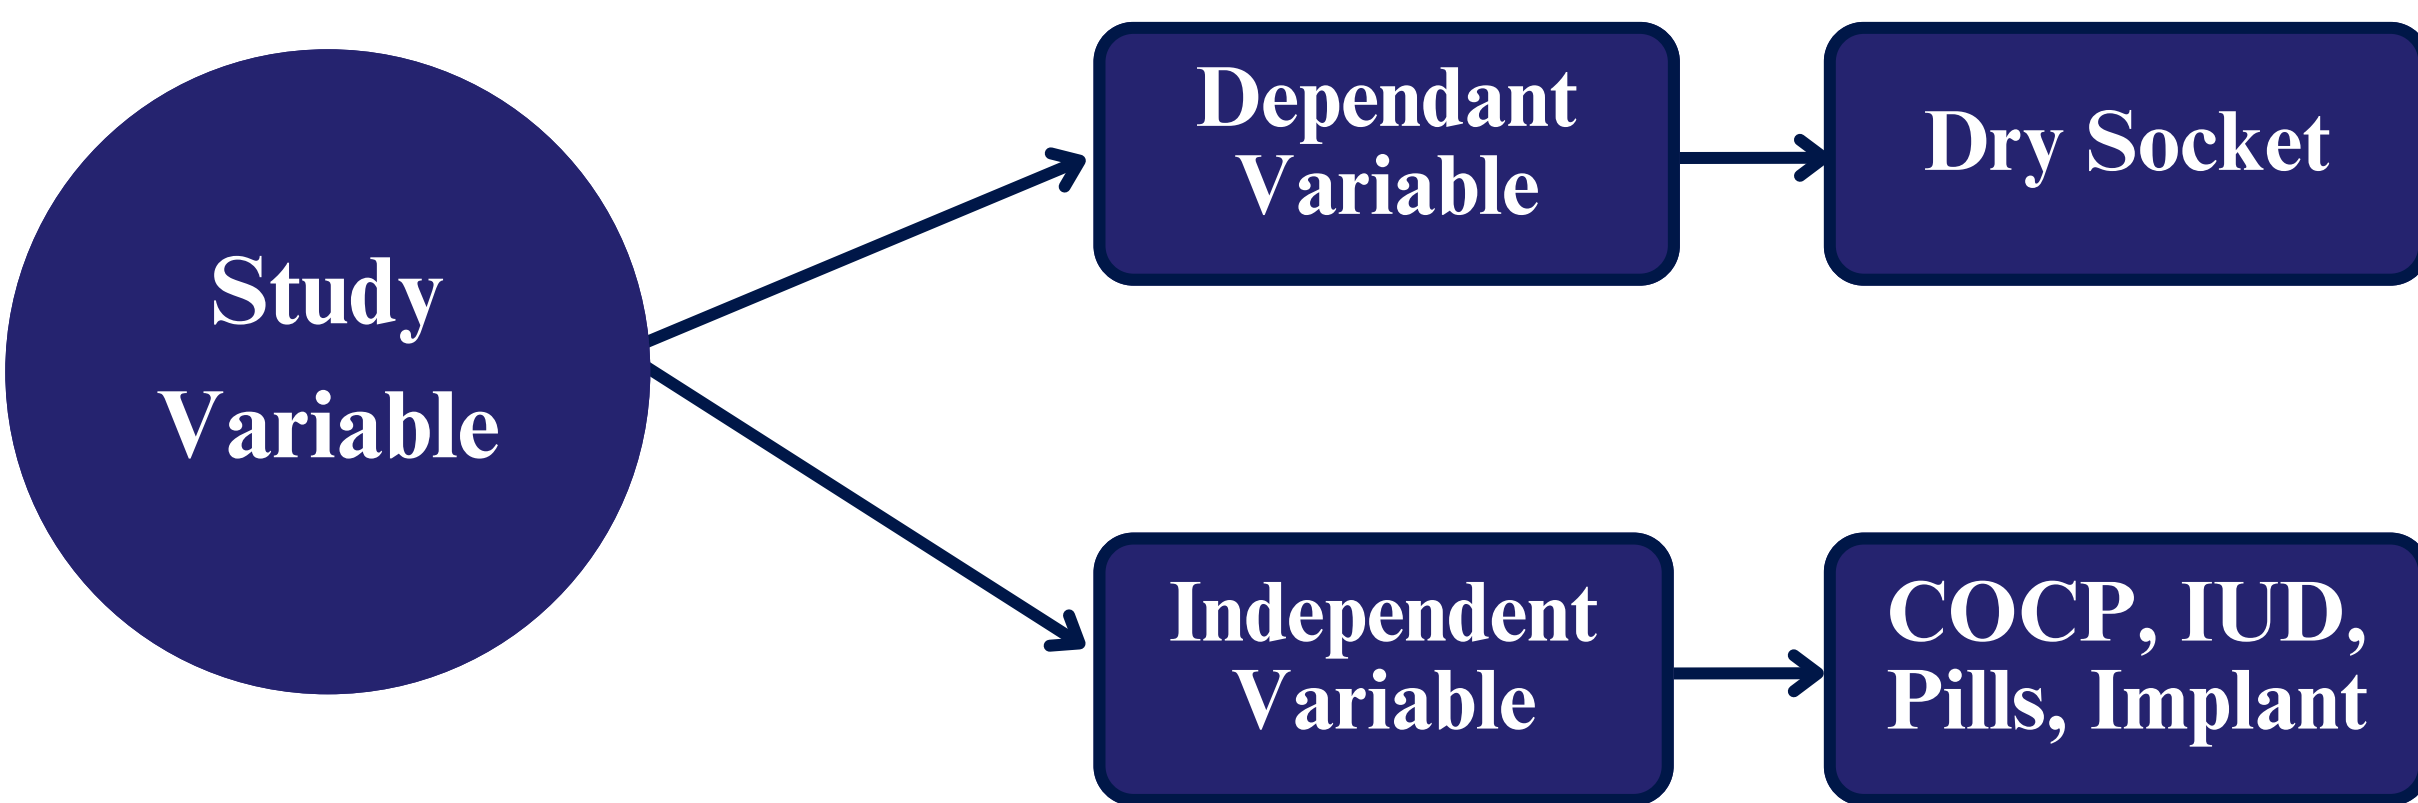 Study
Variable
Dependant
Variable
Dry Socket
Independent
Variable
COCP, IUD,
Pills, Implant